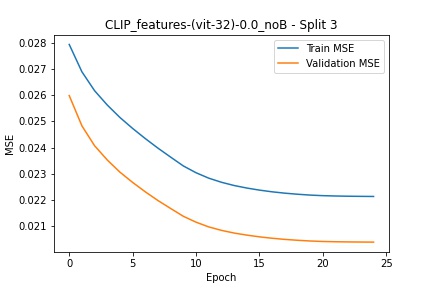 CLIP_features-(vit-32)-0.0_noB - Split 3
Train MSE
Validation MSE
0.028
0.027
0.026
0.025
0.024
0.023
0.022
0.021
MSE
0 5 10 15 20 25
Epoch